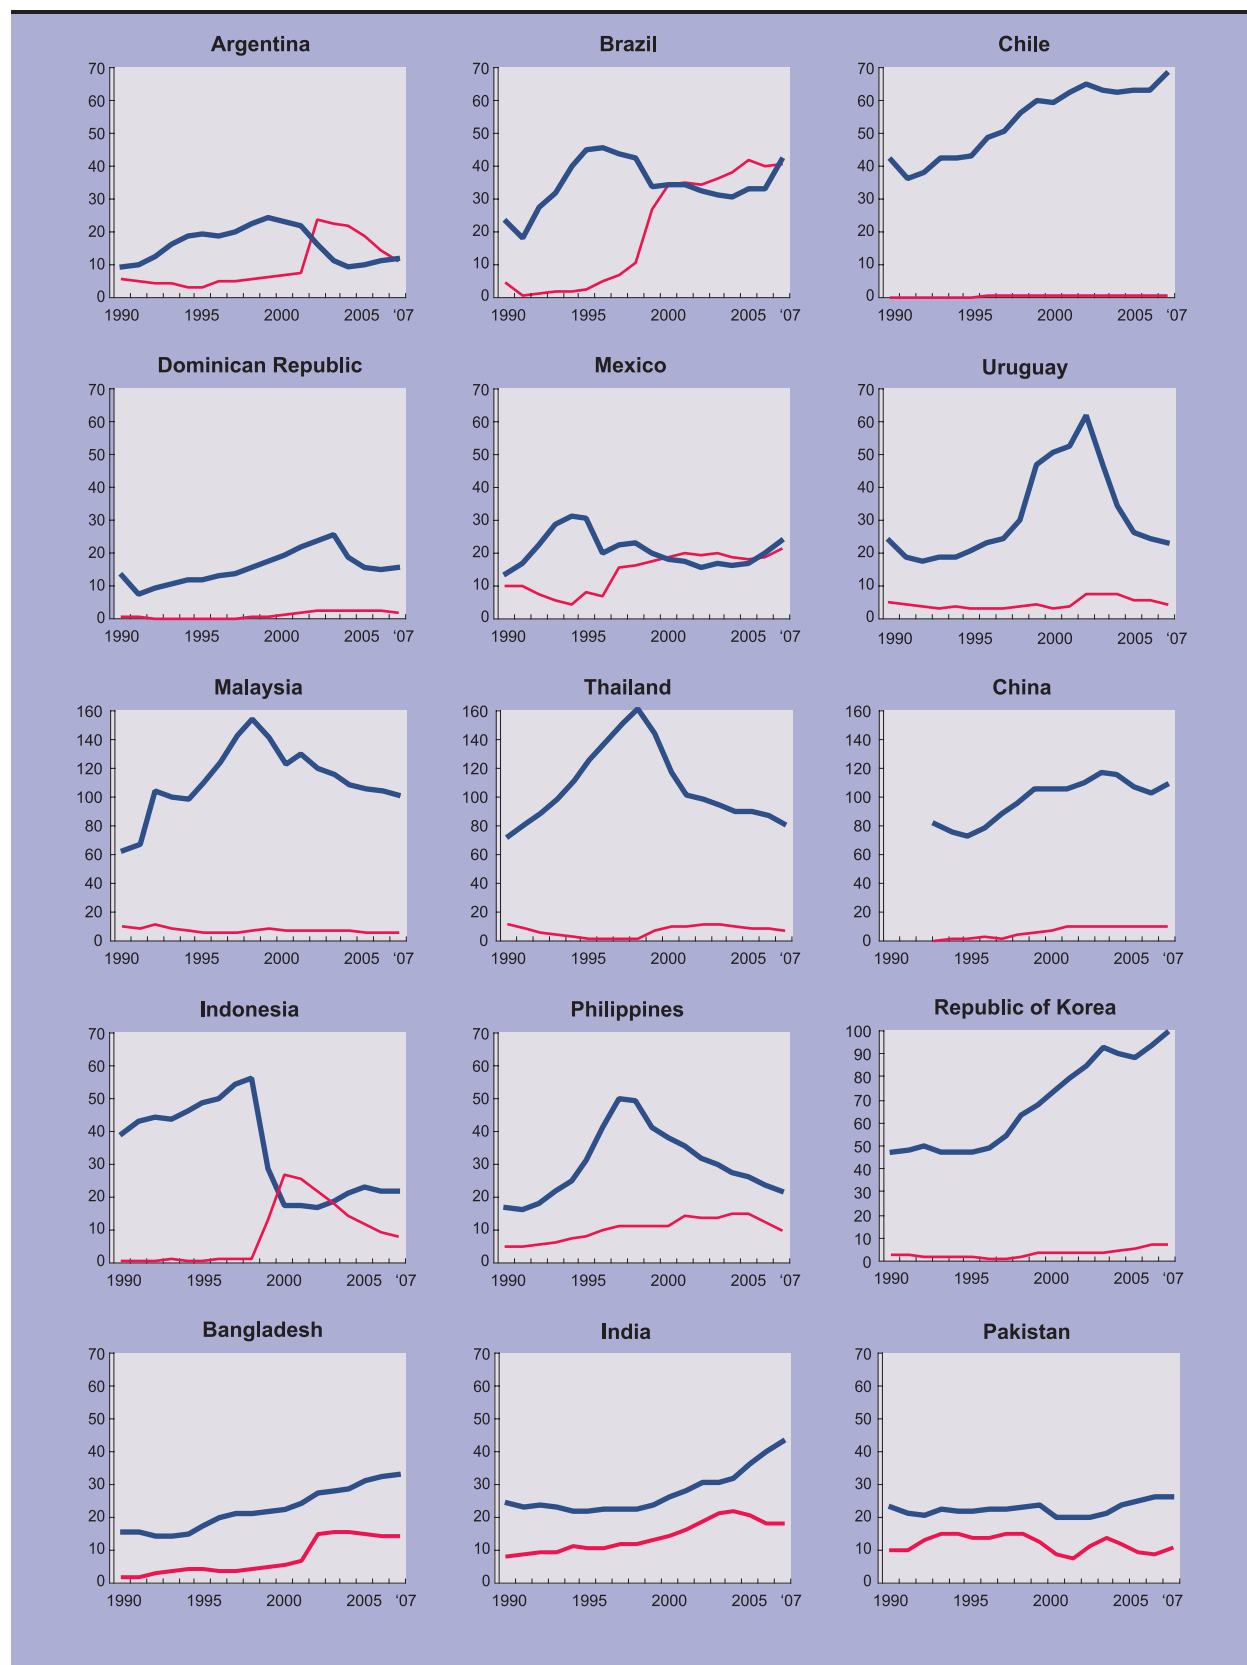 Argentina Brazil Chile
70 70 70
60 60 60
50 50 50
40 40 40
30 30 30
20 20 20
10 10 10
0 0 0
1990 1995 2000 2005 ‘07 1990 1995 2000 2005 ‘07 1990 1995 2000 2005 ‘07
Dominican Republic Mexico Uruguay
70 70 70
60 60 60
50 50 50
40 40 40
30 30 30
20 20 20
10 10 10
0 0 0
1990 1995 2000 2005 ‘07 1990 1995 2000 2005 ‘07 1990 1995 2000 2005 ‘07
Malaysia Thailand China
160 160 160
140 140 140
120 120 120
100 100 100
80 80 80
60 60 60
40 40 40
20 20 20
0 0 0
1990 1995 2000 2005 ‘07 1990 1995 2000 2005 ‘07 1990 1995 2000 2005 ‘07
Indonesia Philippines Republic of Korea
70 70 100
60 60 90
50 50 80
40 40 70
30 30 60
20 20 50
10 10 40
0 0 30
20
10
0
1990 1995 2000 2005 ‘07 1990 1995 2000 2005 ‘07 1990 1995 2000 2005 ‘07
Bangladesh India Pakistan
70 70 70
60 60 60
50 50 50
40 40 40
30 30 30
20 20 20
10 10 10
0 0 0
1990 1995 2000 2005 ‘07 1990 1995 2000 2005 ‘07 1990 1995 2000 2005 ‘07